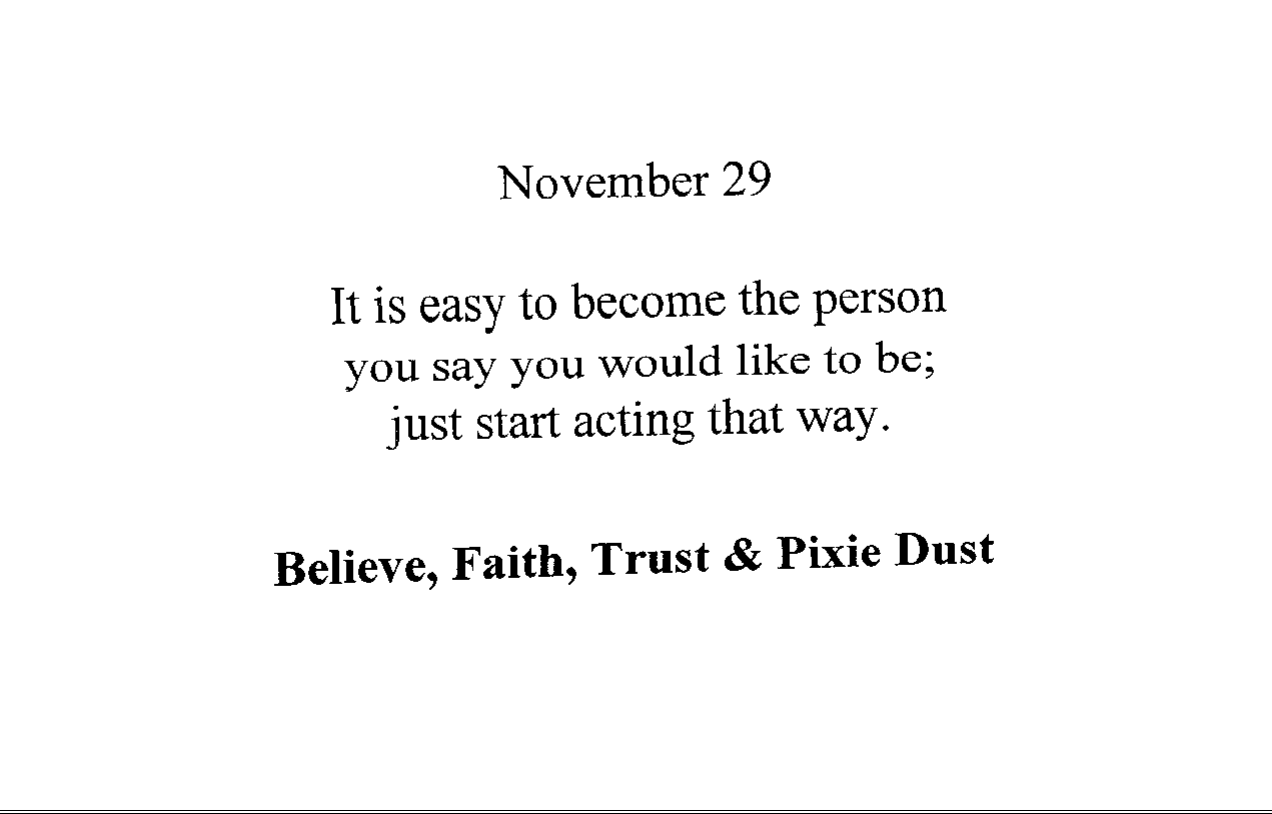 November 29
It is easy to become the person
you say you would like to be;
just start acting that way.
Believe, Faith, Trust & Pixie Dust